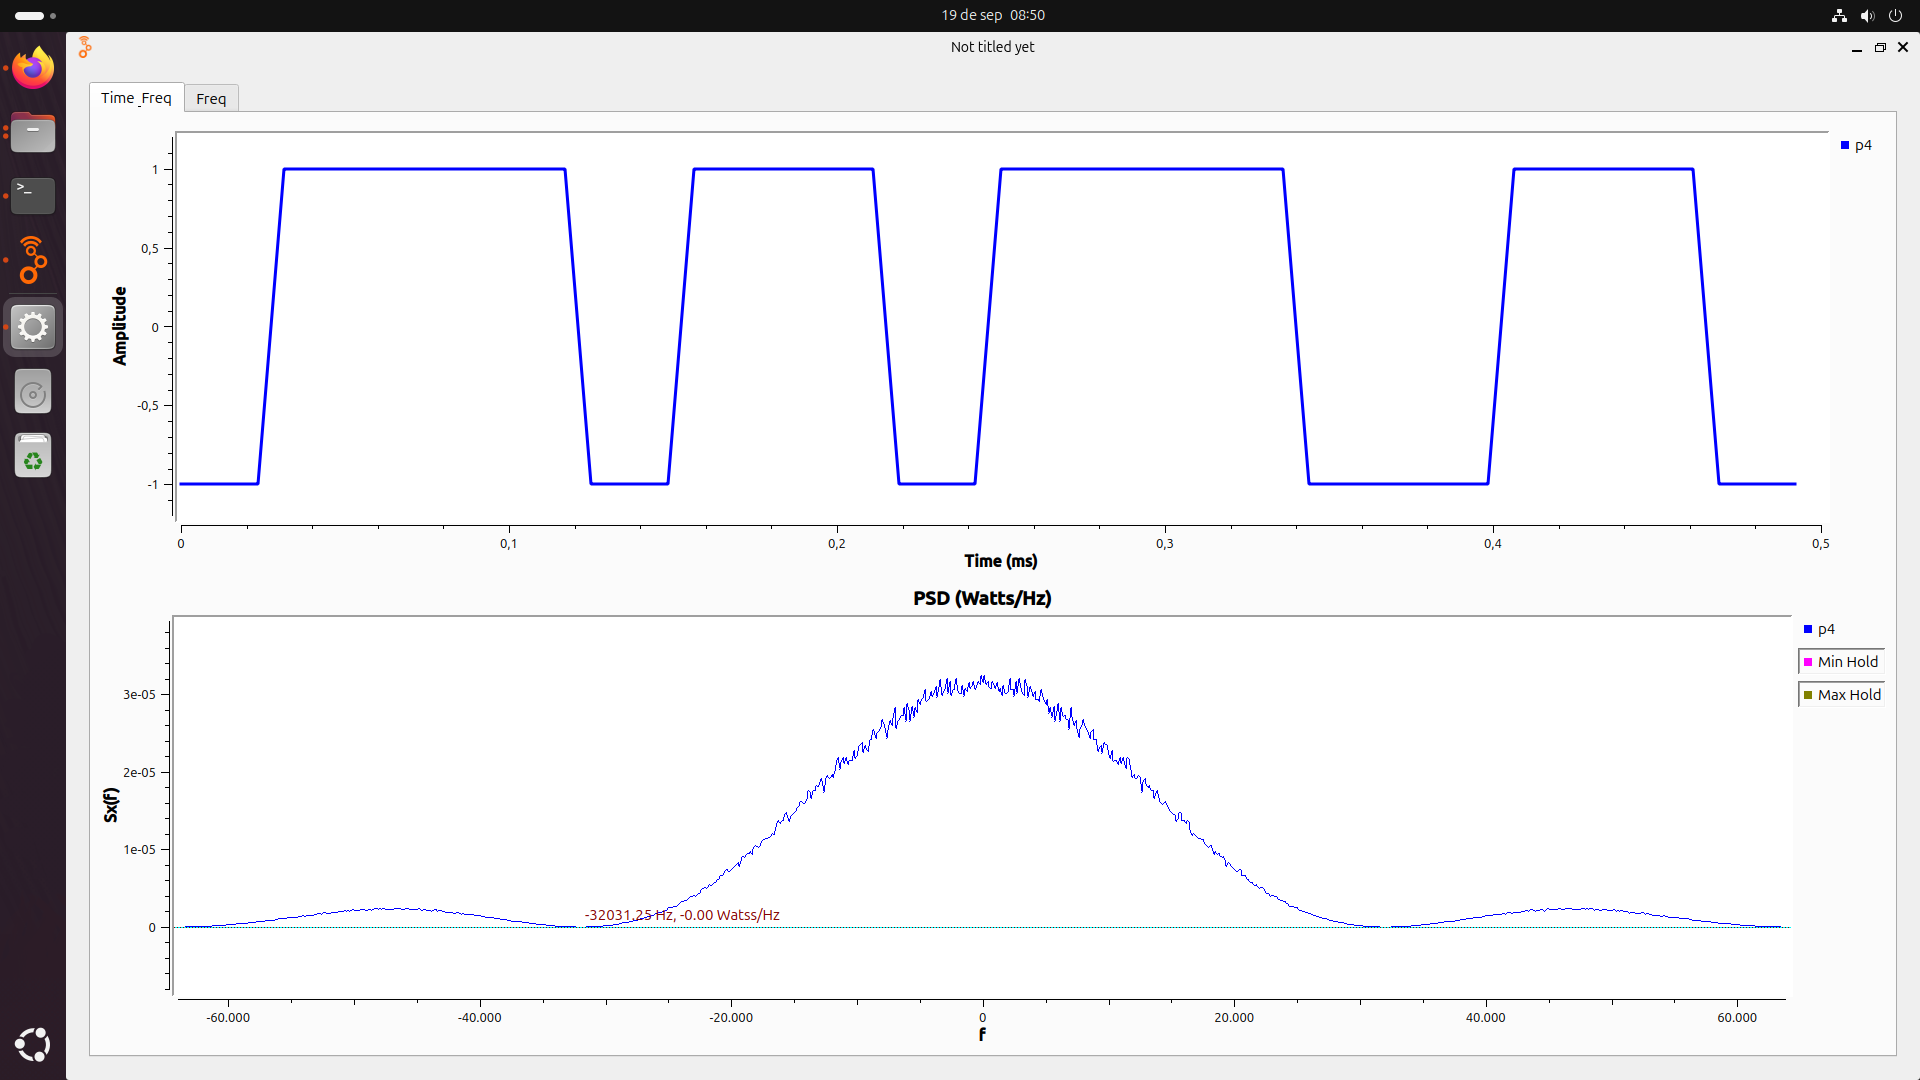 19 de sep 08:50
Not titled yet
Time_Freq
Freq
p4
1
0,5
0
-0,5
-1
Amplitude
0
0,1
0,2
0,3
0,4
0,5
Time (ms)
PSD (Watts/Hz)
p4
Min Hold
Max Hold
3e-05
2e-05
1e-05
0
Sx(f)
-32031.25 Hz, -0.00 Watss/Hz
-60.000
-40.000
-20.000
0
20.000
40.000
60.000
f